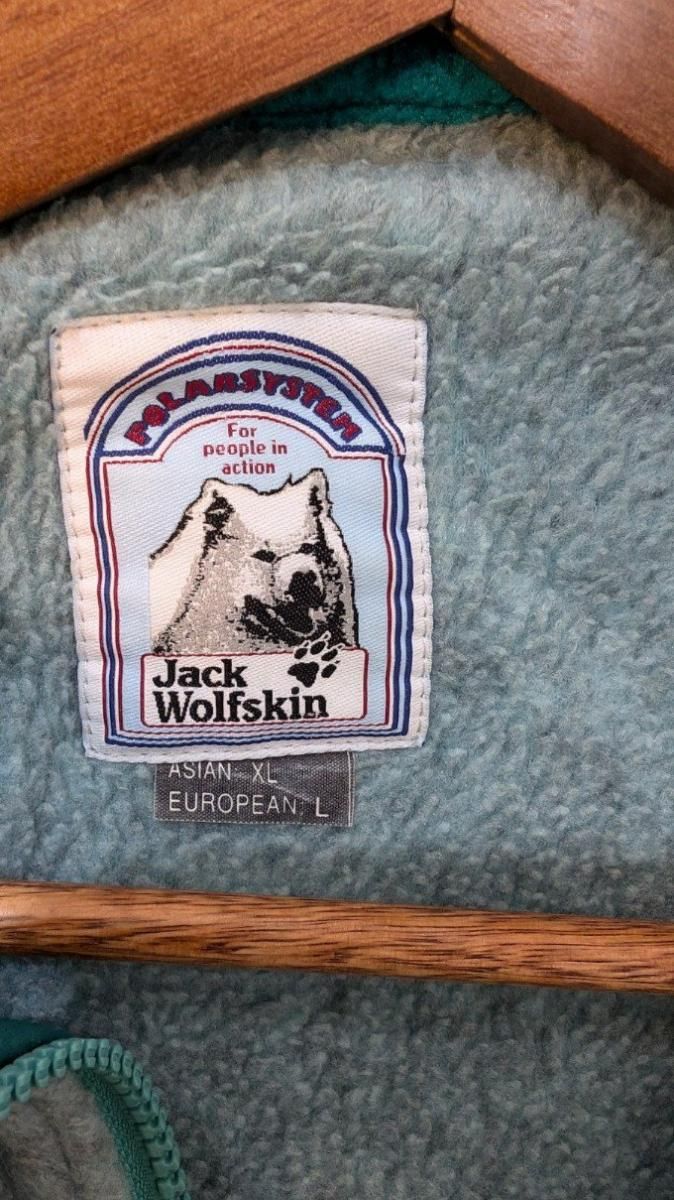 POLARSYSTEM
For
people in
action
Jack
Wolfskin
ASIAN XL
EUROPEAN L